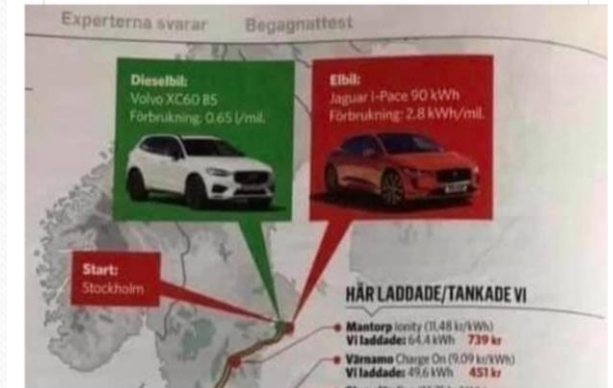 Experterna svarar
Begagnattest
Dieselbil:
Volvo XC60 B5
Förbrukning: 0.65 l/mil.
Elbil:
Jaguar i-Pace 90 kWh
Förbrukning: 2.8 kWh/mil.
Start:
Stockholm
HÄR LADDADE/TANKADE VI
Mantorp Ionity (11,48 kr/kWh)
Vi laddade: 64,4 kWh 739 kr
Värnamo Charge On (9,09 kr/kWh)
Vi laddade: 49,6 kWh 451 kr